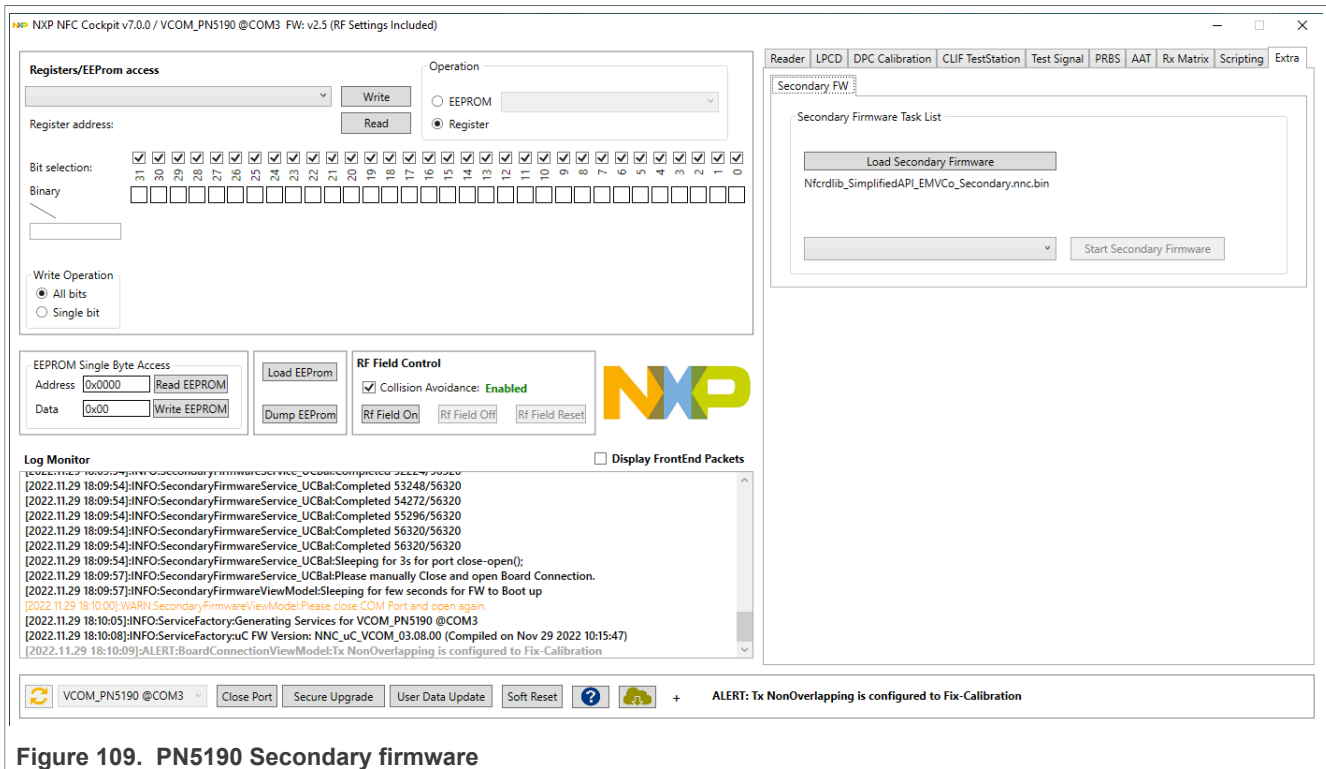 NXP NFC Cockpit v7.0.0 / VCOM_PN5190 @COM3 FW: v2.5 (RF Settings Included)
Registers/EEProm access
Write
Read
Register address:
Operation
EEPROM
Register
Bit selection:
31 30 29 28 27 26 25 24 23 22 21 20 19 18 17 16 15 14 13 12 11 10 9 8 7 6 5 4 3 2 1 0
Binary
Write Operation
All bits
Single bit
EEPROM Single Byte Access
Address 0x0000 Read EEPROM
Data 0x00 Write EEPROM
Load EEProm
Dump EEProm
RF Field Control
Collision Avoidance: Enabled
Rf Field On Rf Field Off Rf Field Reset
NXP
Log Monitor
Display FrontEnd Packets
[2022.11.29 18:09:54]:INFO:SecondaryFirmwareService_UCBal:Completed 52224/56320
[2022.11.29 18:09:54]:INFO:SecondaryFirmwareService_UCBal:Completed 53248/56320
[2022.11.29 18:09:54]:INFO:SecondaryFirmwareService_UCBal:Completed 54272/56320
[2022.11.29 18:09:54]:INFO:SecondaryFirmwareService_UCBal:Completed 55296/56320
[2022.11.29 18:09:54]:INFO:SecondaryFirmwareService_UCBal:Completed 56320/56320
[2022.11.29 18:09:54]:INFO:SecondaryFirmwareService_UCBal:Completed 56320/56320
[2022.11.29 18:09:54]:INFO:SecondaryFirmwareService_UCBal:Sleeping for 3s for port close-open();
[2022.11.29 18:09:57]:INFO:SecondaryFirmwareService_UCBal:Please manually Close and open Board Connection.
[2022.11.29 18:09:57]:INFO:SecondaryFirmwareViewModel:Sleeping for few seconds for FW to Boot up
[2022.11.29 18:10:00]:WARN:SecondaryFirmwareViewModel:Please close COM Port and open again.
[2022.11.29 18:10:05]:INFO:ServiceFactory:Generating Services for VCOM_PN5190 @COM3
[2022.11.29 18:10:08]:INFO:ServiceFactory:uC FW Version: NNC_uC_VCOM_03.08.00 (Compiled on Nov 29 2022 10:15:47)
[2022.11.29 18:10:09]:ALERT:BoardConnectionViewModel:Tx NonOverlapping is configured to Fix-Calibration
Reader LPCD DPC Calibration CLIF TestStation Test Signal PRBS AAT Rx Matrix Scripting Extra
Secondary FW
Secondary Firmware Task List
Load Secondary Firmware
Nfcrdlib_SimplifiedAPI_EMVCo_Secondary.nnc.bin
Start Secondary Firmware
VCOM_PN5190 @COM3 Close Port Secure Upgrade User Data Update Soft Reset ? + ALERT: Tx NonOverlapping is configured to Fix-Calibration
Figure 109. PN5190 Secondary firmware